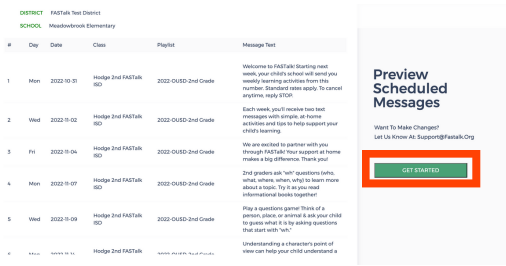 DISTRICT FASTalk Test District
SCHOOL Meadowbrook Elementary
# Day Date Class Playlist Message Text
Welcome to FASTalk! Starting next
week, your child's school will send you
1 Mon 2022-10-31 Hodge 2nd FASTalk ISD 2022-OUSD-2nd Grade weekly learning activities from this
number. Standard rates apply. To cancel
anytime, reply STOP.
Each week, you'll receive two text
2 Wed 2022-11-02 Hodge 2nd FASTalk ISD 2022-OUSD-2nd Grade messages with simple, at-home
activities and tips to help support your
child's learning.
We are excited to partner with you
3 Fri 2022-11-04 Hodge 2nd FASTalk ISD 2022-OUSD-2nd Grade through FASTalk! Your support at home
makes a big difference. Thank you!
2nd graders ask "wh" questions (who,
4 Mon 2022-11-07 Hodge 2nd FASTalk ISD 2022-OUSD-2nd Grade what, where, when, why) to learn more
about a topic. Try it as you read
informational books together!
Play a questions game! Think of a
5 Wed 2022-11-09 Hodge 2nd FASTalk ISD 2022-OUSD-2nd Grade person, place, or animal & ask your child
to guess what it is by asking questions
that start with "wh."
Understanding a character's point of
Hodge 2nd FASTalk view can help your child understand a
Preview
Scheduled
Messages
Want To Make Changes?
Let Us Know At: Support@Fastalk.Org
GET STARTED